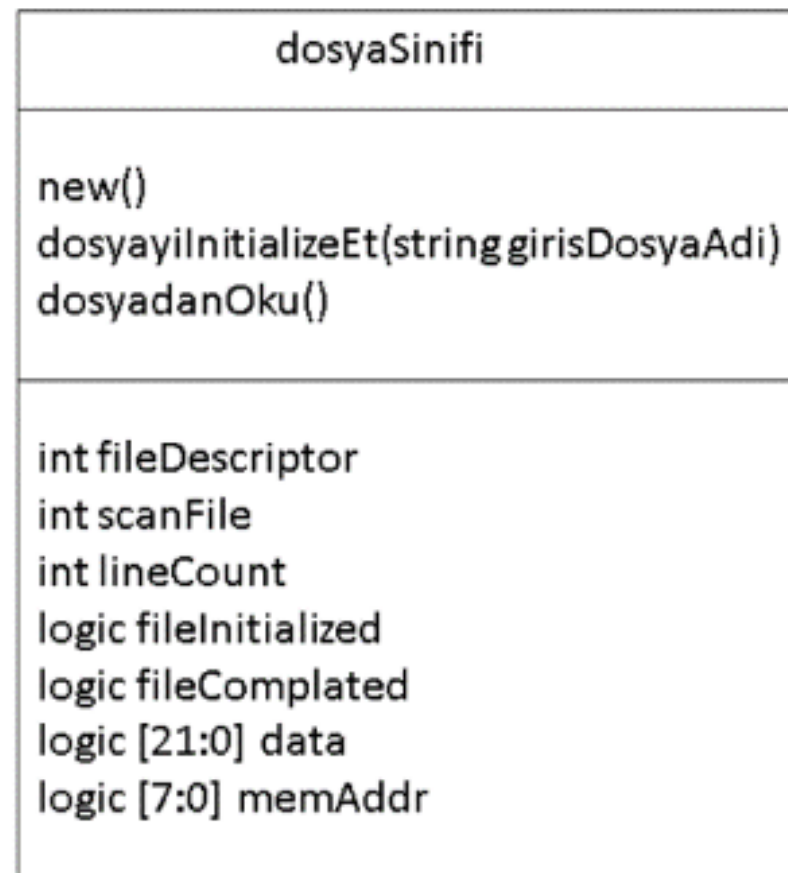 dosyaSinifi
new()
dosyayiInitializeEt(string girisDosyaAdi)
dosyadanOku()
int fileDescriptor
int scanFile
int lineCount
logic fileInitialized
logic fileComplated
logic [21:0] data
logic [7:0] memAddr